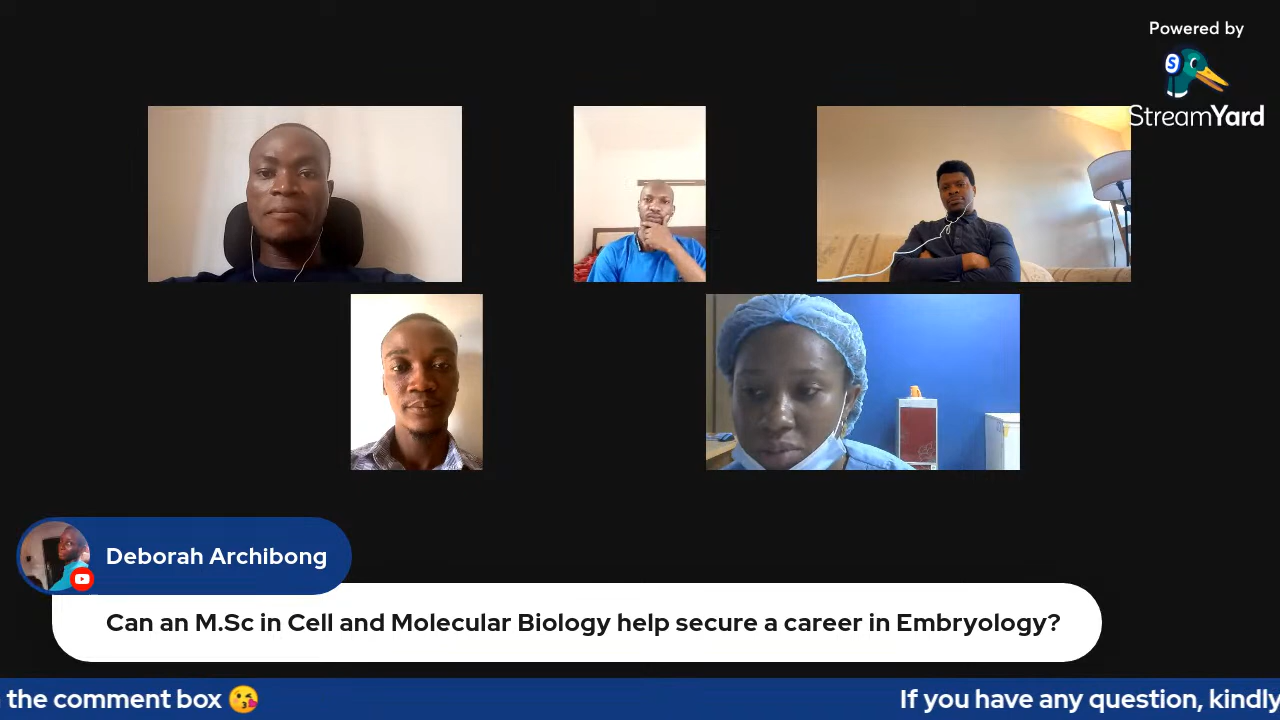 Powered by
StreamYard
Deborah Archibong
Can an M.Sc in Cell and Molecular Biology help secure a career in Embryology?
the comment box 😘
If you have any question, kindly